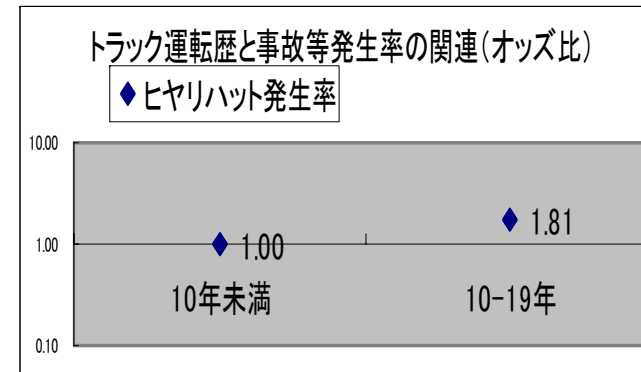 トラック運転歴と事故等発生率の関連(オッズ比)
ヒヤリハット発生率
10.00
1.81
1.00
1.00
10年未満
10-19年
0.10